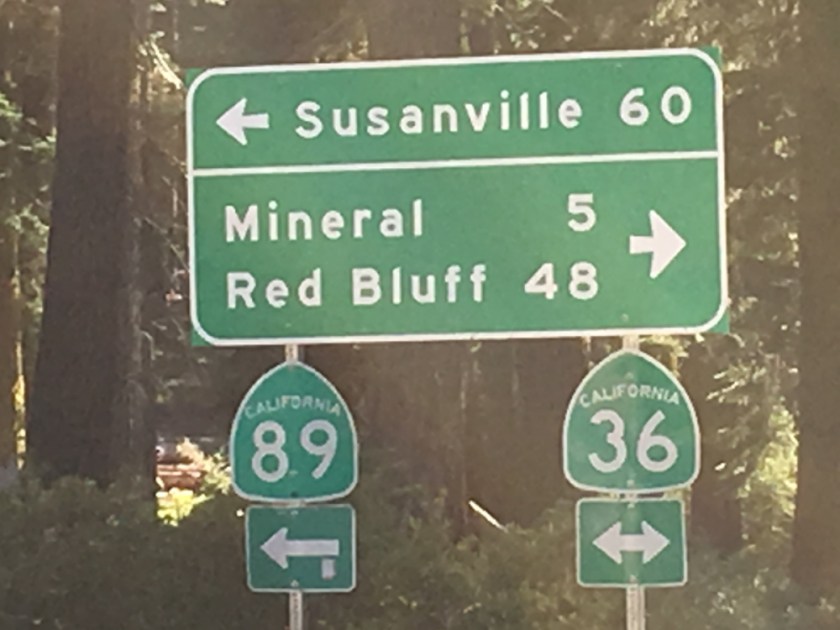 Susanville 60
Mineral 5
Red Bluff 48
CALIFORNIA
89
CALIFORNIA
36